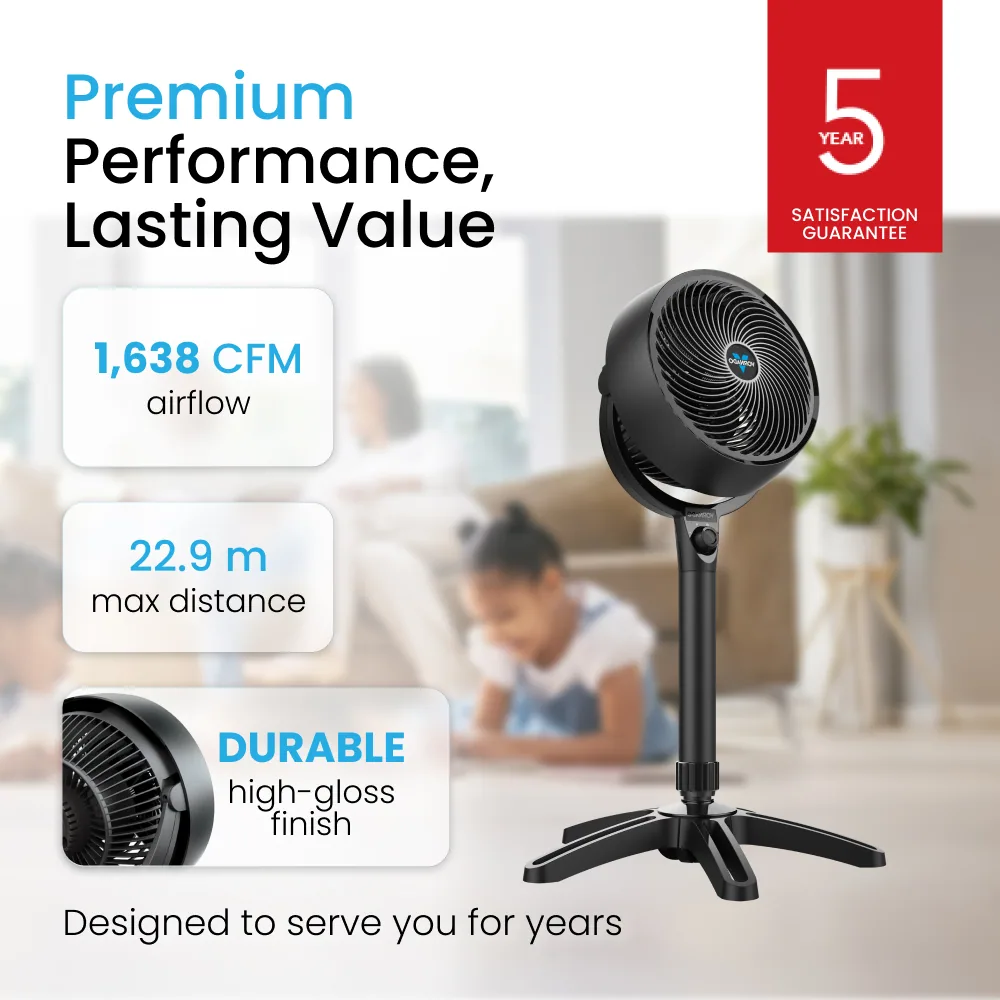 Premium
Performance,
Lasting Value
5
YEAR
SATISFACTION
GUARANTEE
1,638 CFM
airflow
22.9 m
max distance
DURABLE
high-gloss
finish
Designed to serve you for years